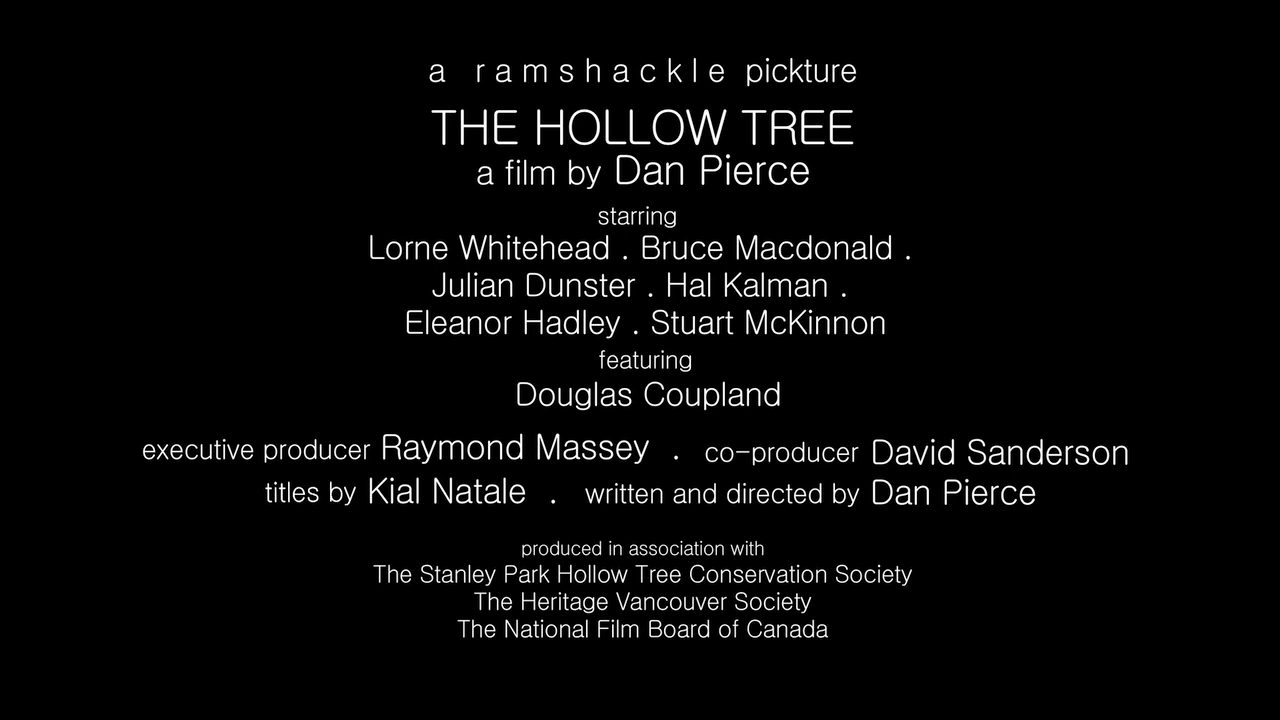 a ramshackle pickture
THE HOLLOW TREE
a film by Dan Pierce
starring
Lorne Whitehead . Bruce Macdonald .
Julian Dunster . Hal Kalman .
Eleanor Hadley . Stuart McKinnon
featuring
Douglas Coupland
executive producer Raymond Massey . co-producer David Sanderson
titles by Kial Natale . written and directed by Dan Pierce
produced in association with
The Stanley Park Hollow Tree Conservation Society
The Heritage Vancouver Society
The National Film Board of Canada